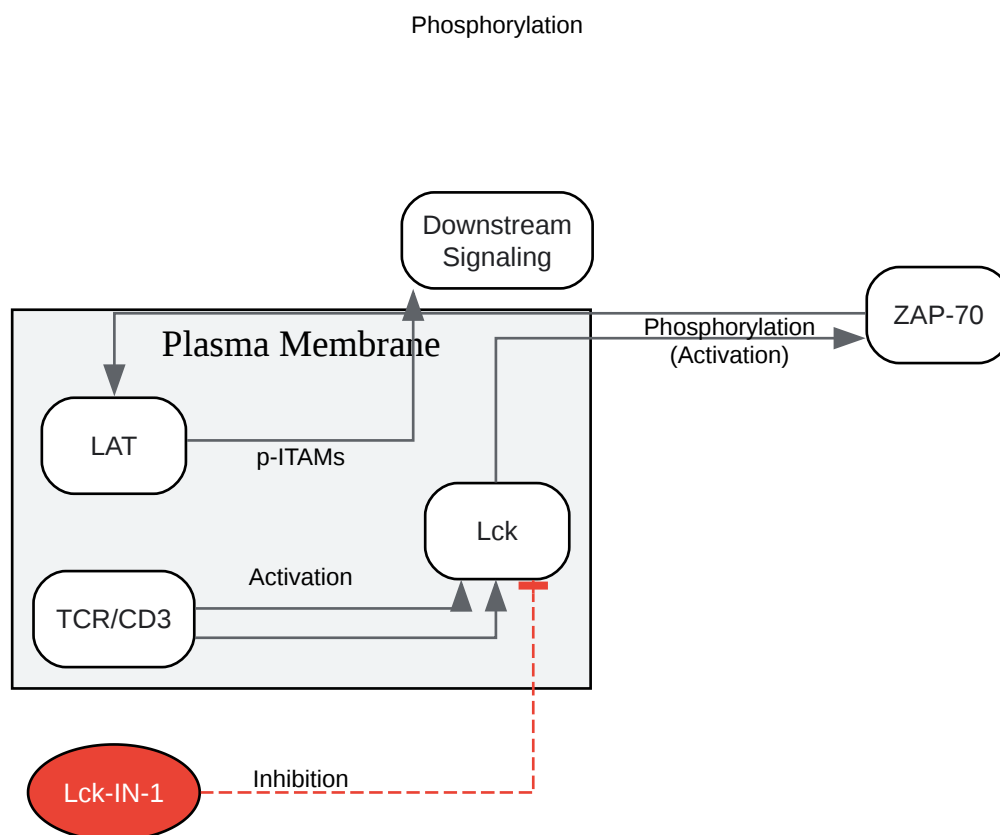 Phosphorylation
Downstream
Signaling
ZAP-70
Phosphorylation
(Activation)
Plasma Membrane
LAT
p-ITAMs
Lck
Activation
TCR/CD3
Inhibition
Lck-IN-1